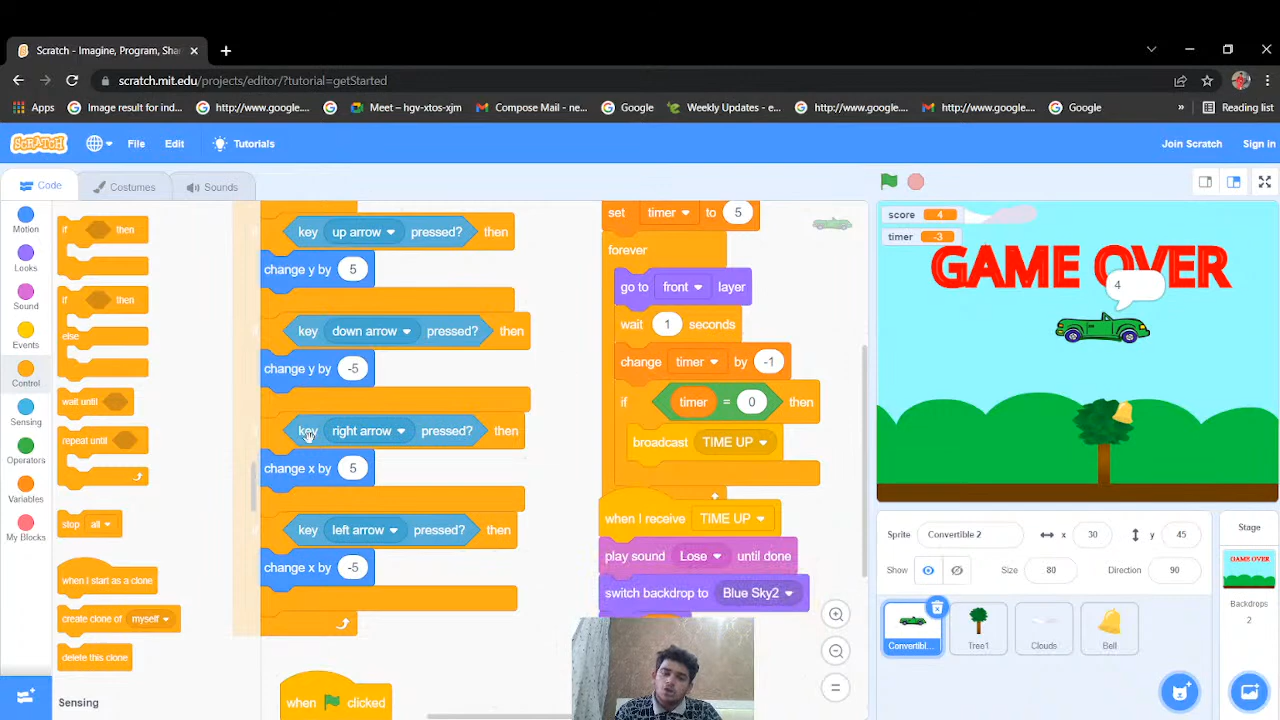 Scratch - Imagine, Program, Shar
scratch.mit.edu/projects/editor/?tutorial=getStarted
Apps
Image result for ind...
http://www.google....
Meet – hgv-xtos-xjm
Compose Mail - ne...
Google
Weekly Updates - e...
http://www.google....
http://www.google....
Google
»
Reading list
SCRATCH
File
Edit
Tutorials
Join Scratch
Sign in
Code
Costumes
Sounds
Motion
Looks
Sound
Events
Control
Sensing
Operators
Variables
My Blocks
if then
if then
else
wait until
repeat until
stop all
when I start as a clone
create clone of myself
delete this clone
Sensing
key up arrow pressed? then
change y by 5
key down arrow pressed? then
change y by -5
key right arrow pressed? then
change x by 5
key left arrow pressed? then
change x by -5
when clicked
set timer to 5
forever
go to front layer
wait 1 seconds
change timer by -1
if timer = 0 then
broadcast TIME UP
when I receive TIME UP
play sound Lose until done
switch backdrop to Blue Sky2
score 4
timer -3
GAME OVER
4
Sprite Convertible 2 x 30 y 45
Show Size 80 Direction 90
Convertibl...
Tree1
Clouds
Bell
Stage
GAME OVER
Backdrops
2